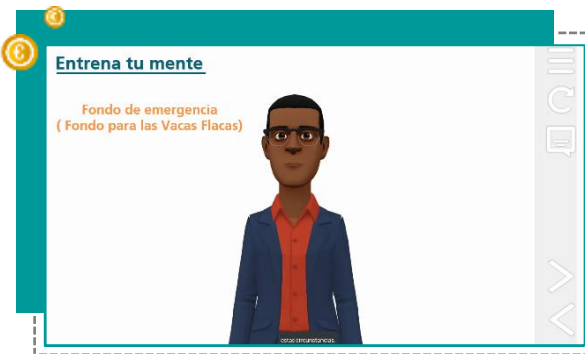 Entrena tu mente
Fondo de emergencia
( Fondo para las Vacas Flacas)
estas circunstancias.